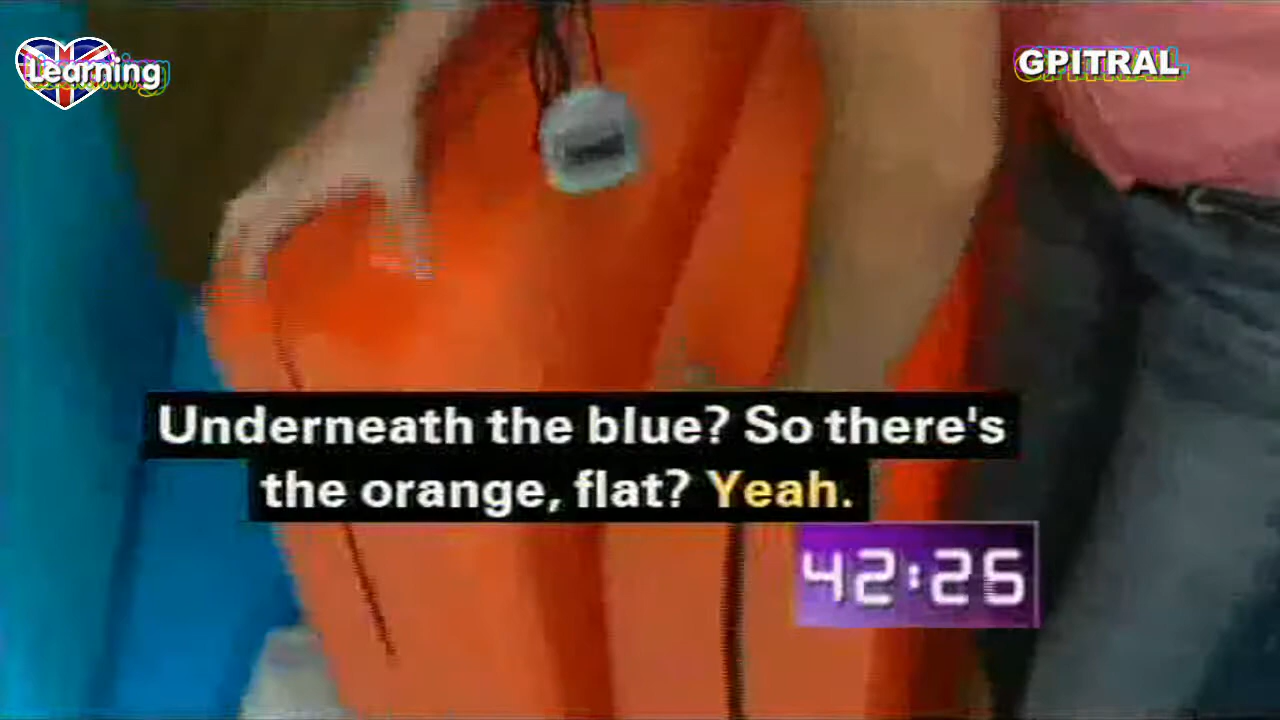 Learning
GPITRAL
Underneath the blue? So there's
the orange, flat? Yeah.
42:25